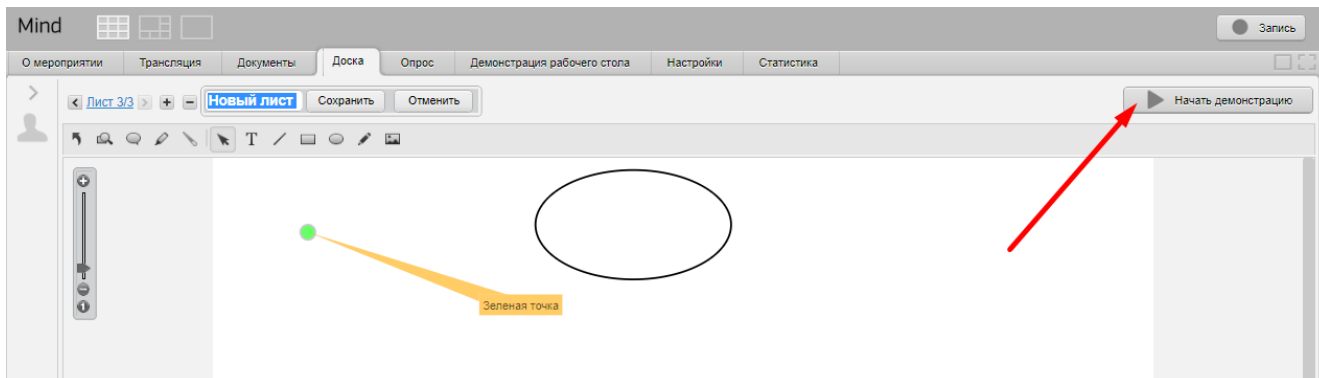 Mind
Запись
О мероприятии Трансляция Документы Доска Опрос Демонстрация рабочего стола Настройки Статистика
Лист 3/3 Новый лист Сохранить Отменить Начать демонстрацию
T
Зеленая точка